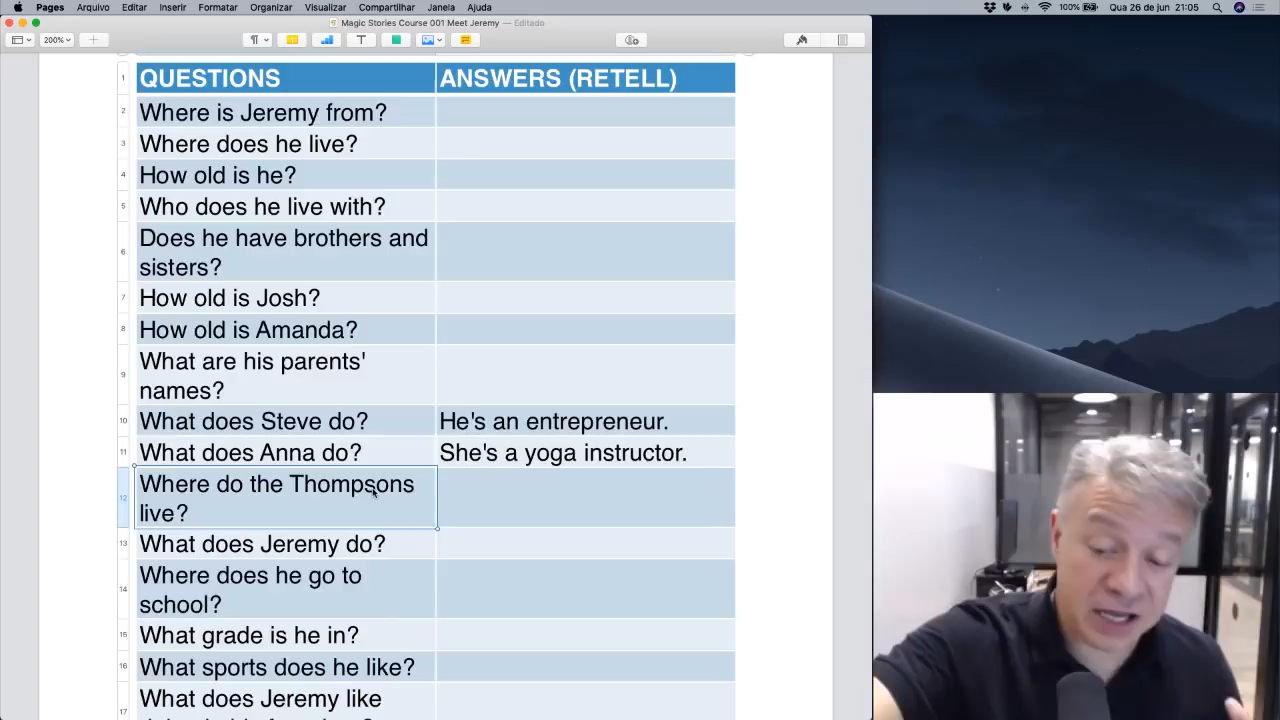 Pages Arquivo Editar Inserir Formatar Organizar Visualizar Compartilhar Janela Ajuda 100% Qua 26 de jun 21:05
Magic Stories Course 001 Meet Jeremy — Editado
200%
1 QUESTIONS ANSWERS (RETELL)
2 Where is Jeremy from?
3 Where does he live?
4 How old is he?
5 Who does he live with?
6 Does he have brothers and
sisters?
7 How old is Josh?
8 How old is Amanda?
9 What are his parents'
names?
10 What does Steve do? He's an entrepreneur.
11 What does Anna do? She's a yoga instructor.
12 Where do the Thompsons
live?
13 What does Jeremy do?
14 Where does he go to
school?
15 What grade is he in?
16 What sports does he like?
17 What does Jeremy like